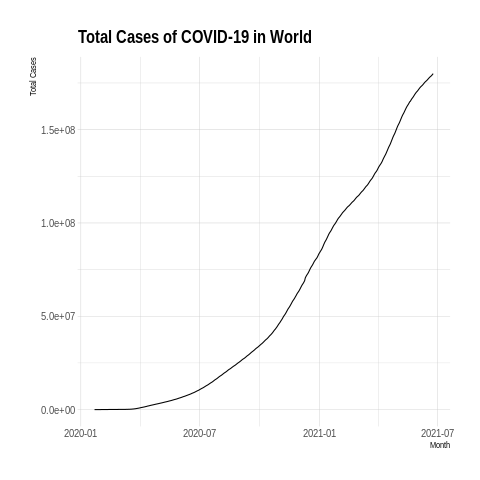 Total Cases of COVID-19 in World
Total Cases
1.5e+08
1.0e+08
5.0e+07
0.0e+00
2020-01 2020-07 2021-01 2021-07
Month